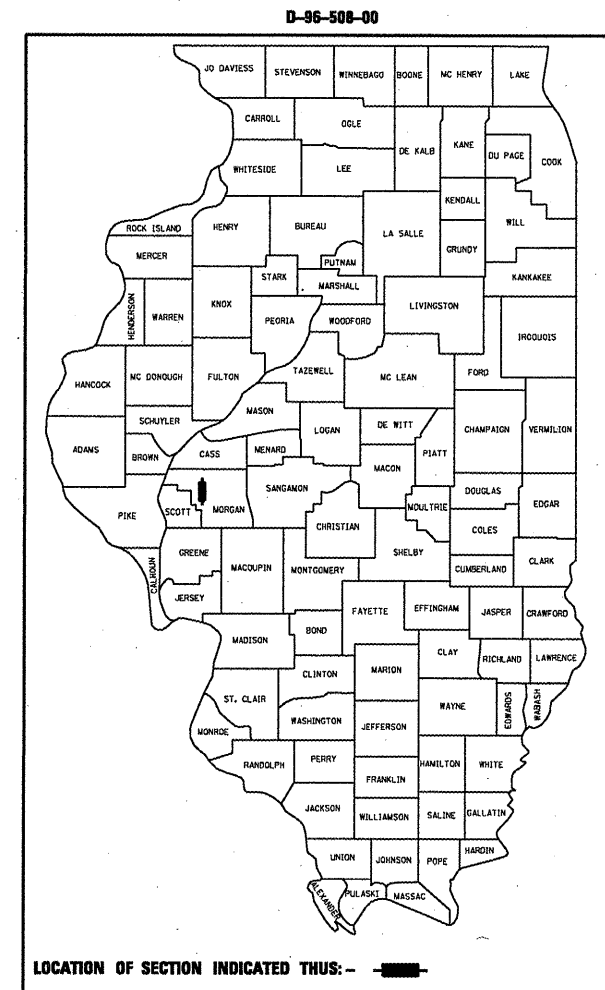 D-96-508-00
JO DAVIESS STEVENSON WINNEBAGO BOONE MC HENRY LAKE
CARROLL OGLE
DE KALB KANE DU PAGE COOK
WHITESIDE LEE
KENDALL
ROCK ISLAND HENRY BUREAU LA SALLE WILL
MERCER PUTNAM GRUNDY
STARK MARSHALL KANKAKEE
HENDERSON WARREN KNOX PEORIA WOODFORD LIVINGSTON
IROQUOIS
HANCOCK MC DONOUGH FULTON TAZEWELL MC LEAN FORD
MASON
SCHUYLER LOGAN DE WITT CHAMPAIGN VERMILION
ADAMS BROWN CASS MENARD MACON PIATT
PIKE SCOTT MORGAN SANGAMON MOULTRIE DOUGLAS EDGAR
CHRISTIAN COLES
CALHOUN GREENE MACOUPIN MONTGOMERY SHELBY CUMBERLAND CLARK
JERSEY FAYETTE EFFINGHAM JASPER CRAWFORD
MADISON BOND
CLINTON MARION CLAY RICHLAND LAWRENCE
ST. CLAIR WASHINGTON WAYNE EDWARDS WABASH
MONROE JEFFERSON
RANDOLPH PERRY HAMILTON WHITE
FRANKLIN
JACKSON WILLIAMSON SALINE GALLATIN
UNION JOHNSON POPE HARDIN
ALEXANDER PULASKI MASSAC
LOCATION OF SECTION INDICATED THUS: -